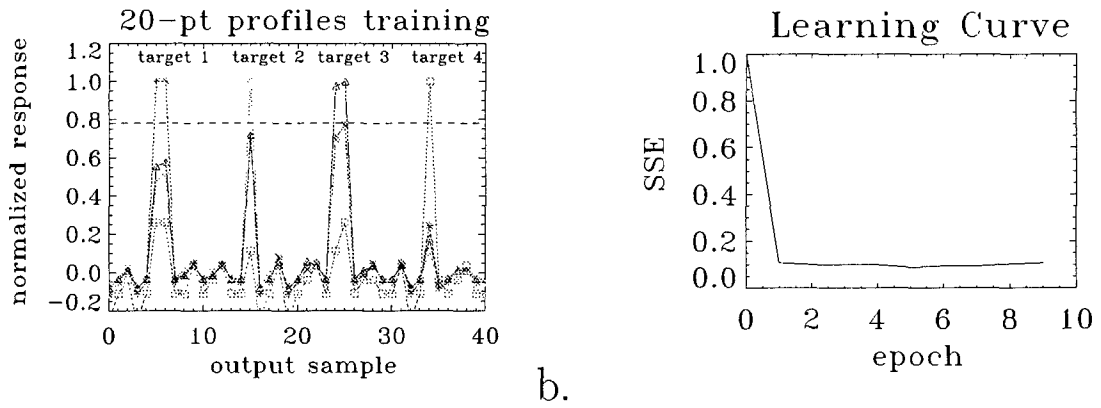 20-pt profiles training
1.2
1.0
0.8
0.6
0.4
0.2
0.0
-0.2
target 1 target 2 target 3 target 4
normalized response
0 10 20 30 40
output sample
b.
Learning Curve
1.0
0.8
0.6
0.4
0.2
0.0
SSE
0 2 4 6 8 10
epoch